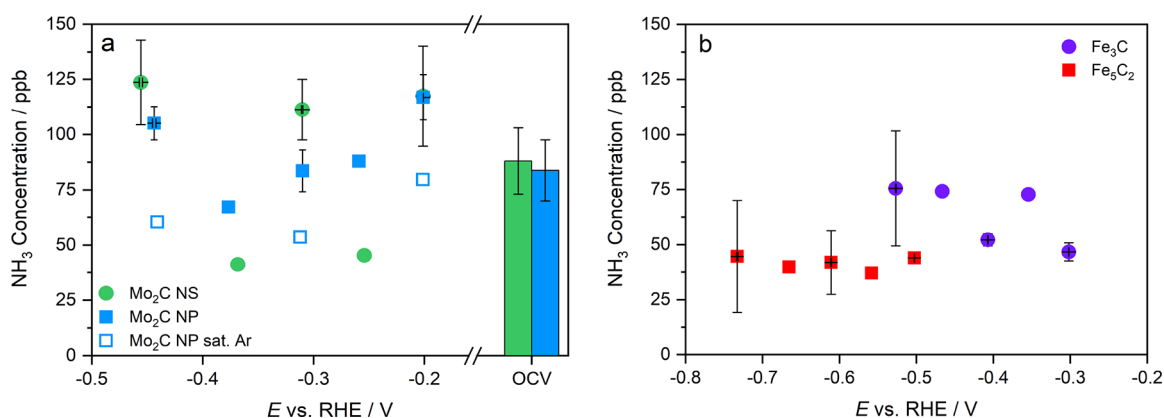 a
NH₃ Concentration / ppb
150
125
100
75
50
25
0
Mo₂C NS
Mo₂C NP
Mo₂C NP sat. Ar
-0.5
-0.4
-0.3
-0.2
OCV
E vs. RHE / V
b
NH₃ Concentration / ppb
150
125
100
75
50
25
0
Fe₃C
Fe₅C₂
-0.8
-0.7
-0.6
-0.5
-0.4
-0.3
-0.2
E vs. RHE / V